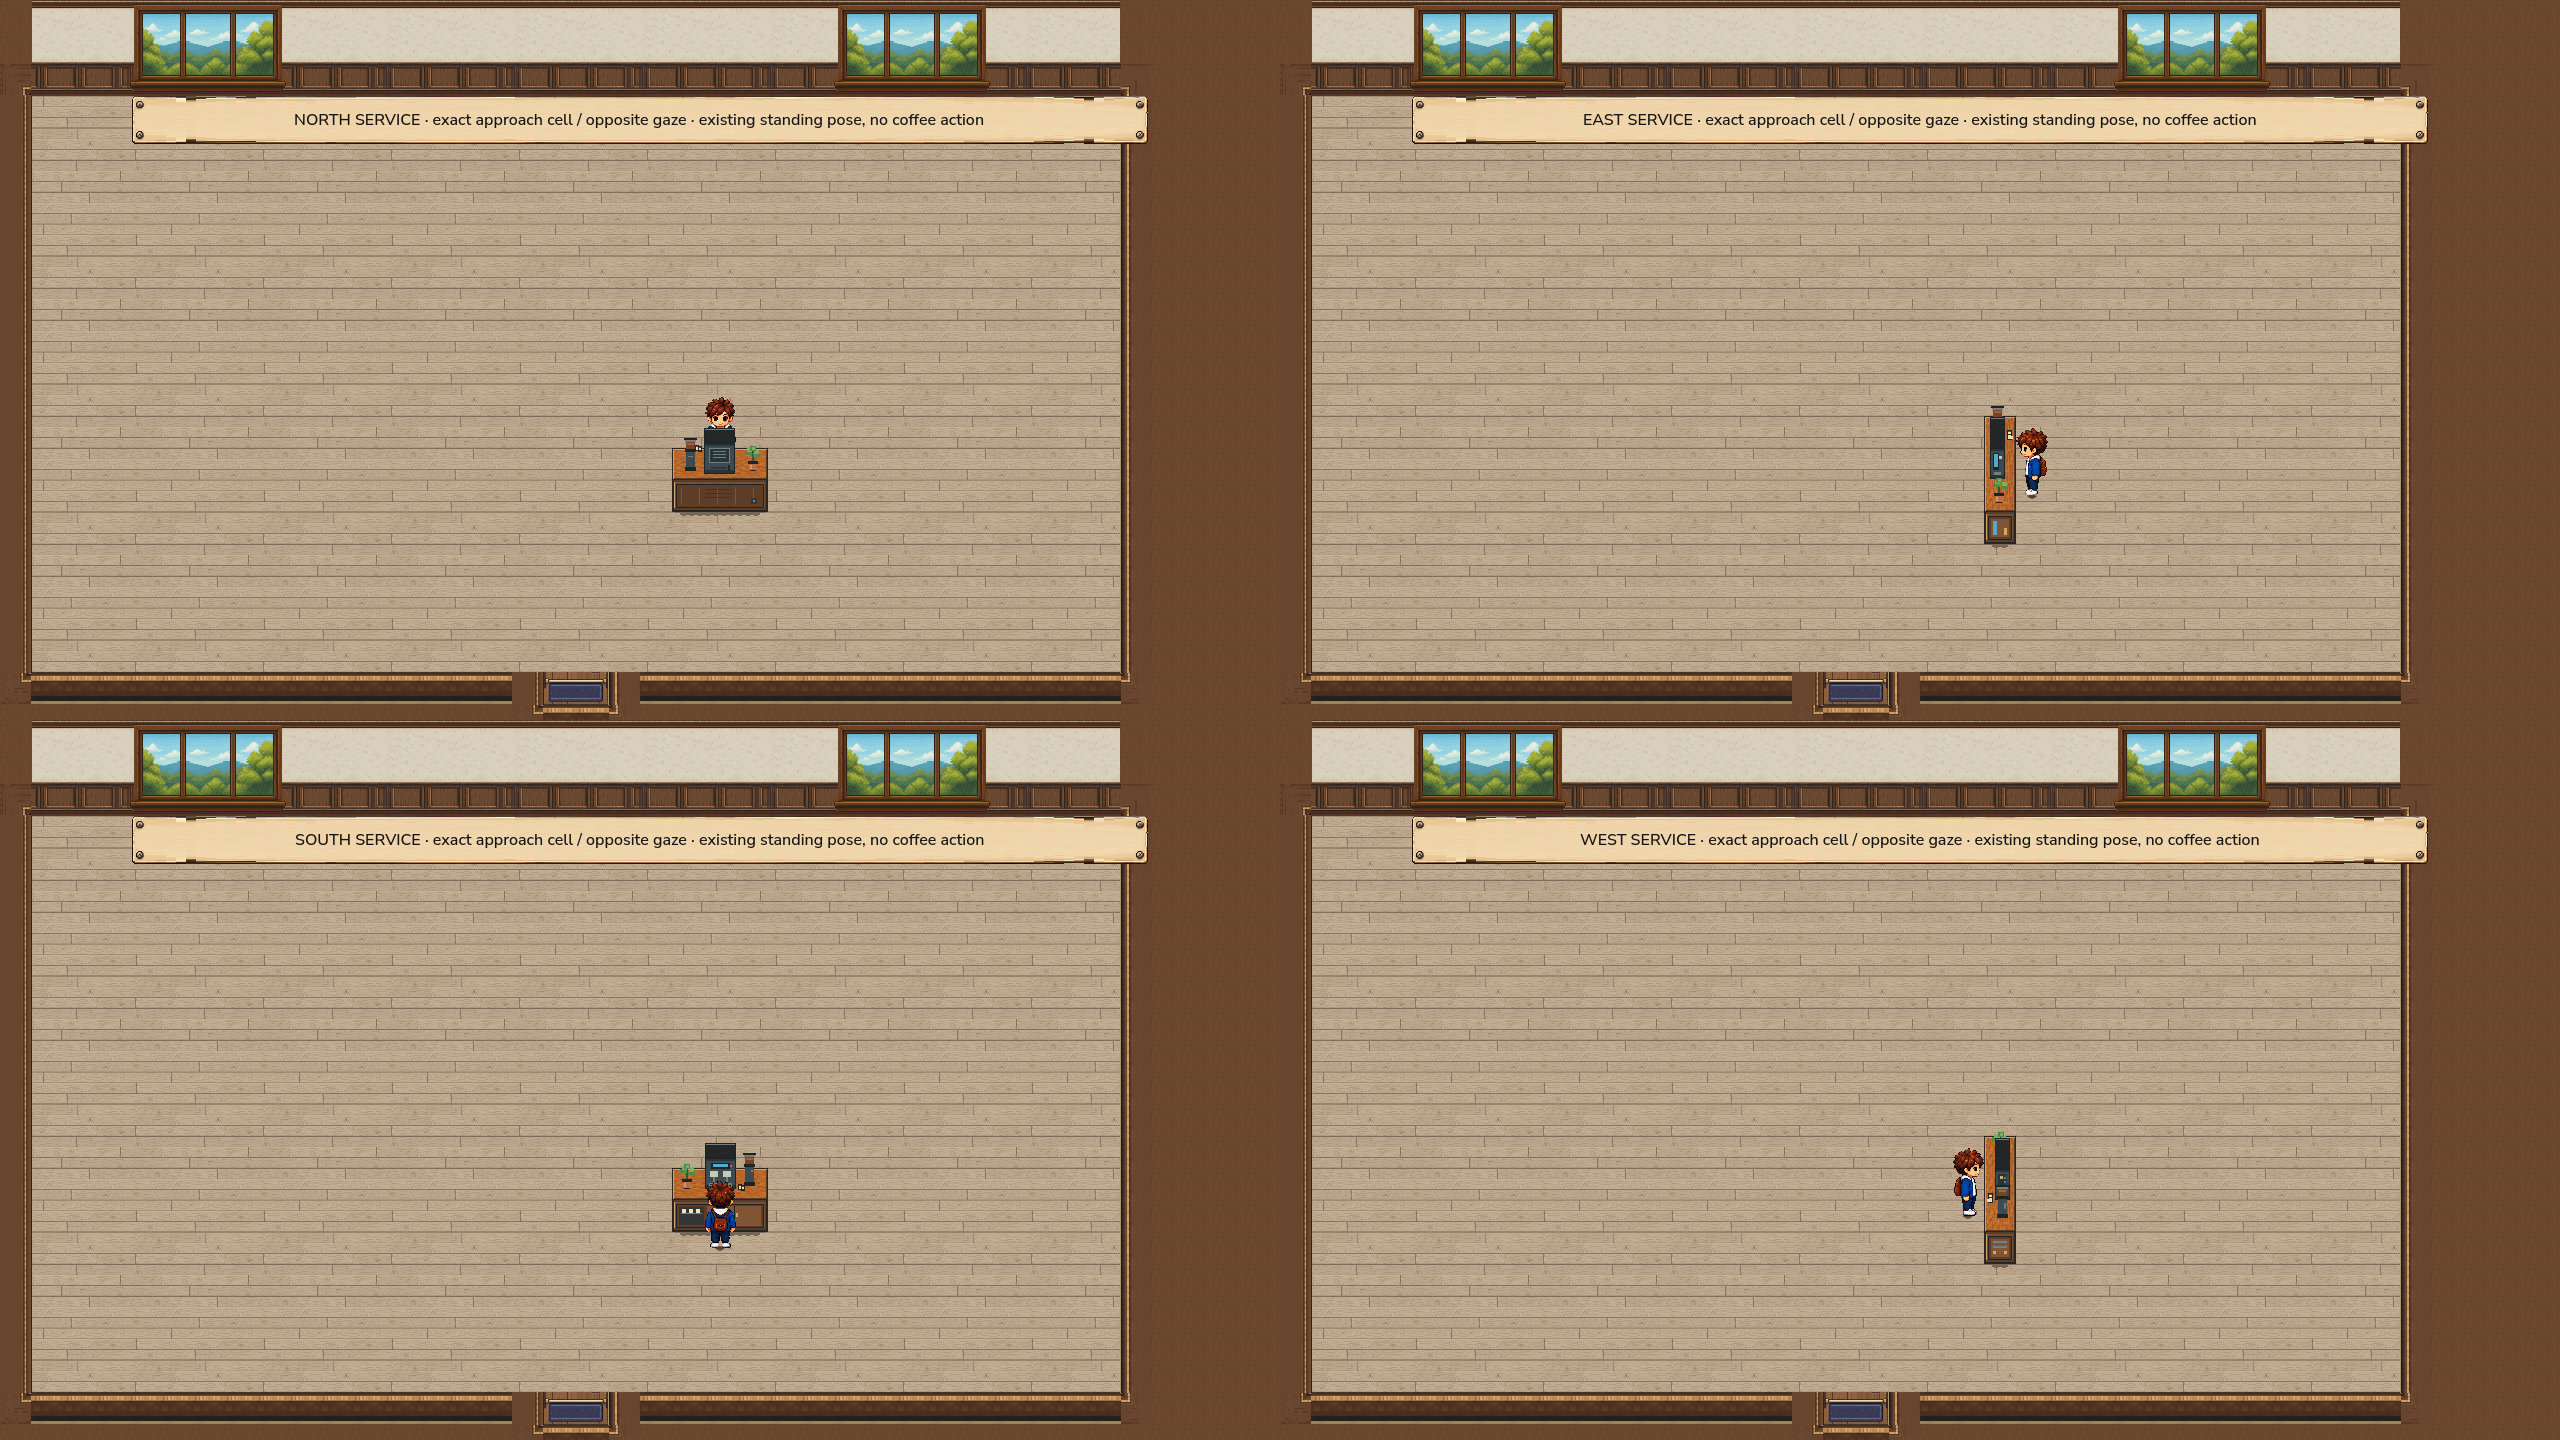 NORTH SERVICE · exact approach cell / opposite gaze · existing standing pose, no coffee action
EAST SERVICE · exact approach cell / opposite gaze · existing standing pose, no coffee action
SOUTH SERVICE · exact approach cell / opposite gaze · existing standing pose, no coffee action
WEST SERVICE · exact approach cell / opposite gaze · existing standing pose, no coffee action